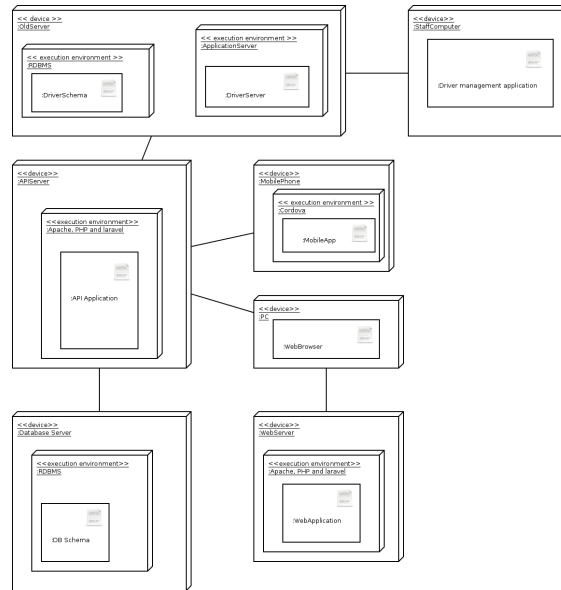 << device >>
:OldServer
<< execution environment >>
:RDBMS
:DriverSchema
<< execution environment >>
:ApplicationServer
:DriverServer
<<device>>
:StaffComputer
:Driver management application
<<device>>
:APIServer
<<execution environment>>
:Apache, PHP and laravel
:API Application
<<device>>
:MobilePhone
<< execution environment >>
:Cordova
:MobileApp
<<device>>
:PC
:WebBrowser
<<device>>
:Database Server
<<execution environment>>
:RDBMS
:DB Schema
<<device>>
:WebServer
<<execution environment>>
:Apache, PHP and laravel
:WebApplication